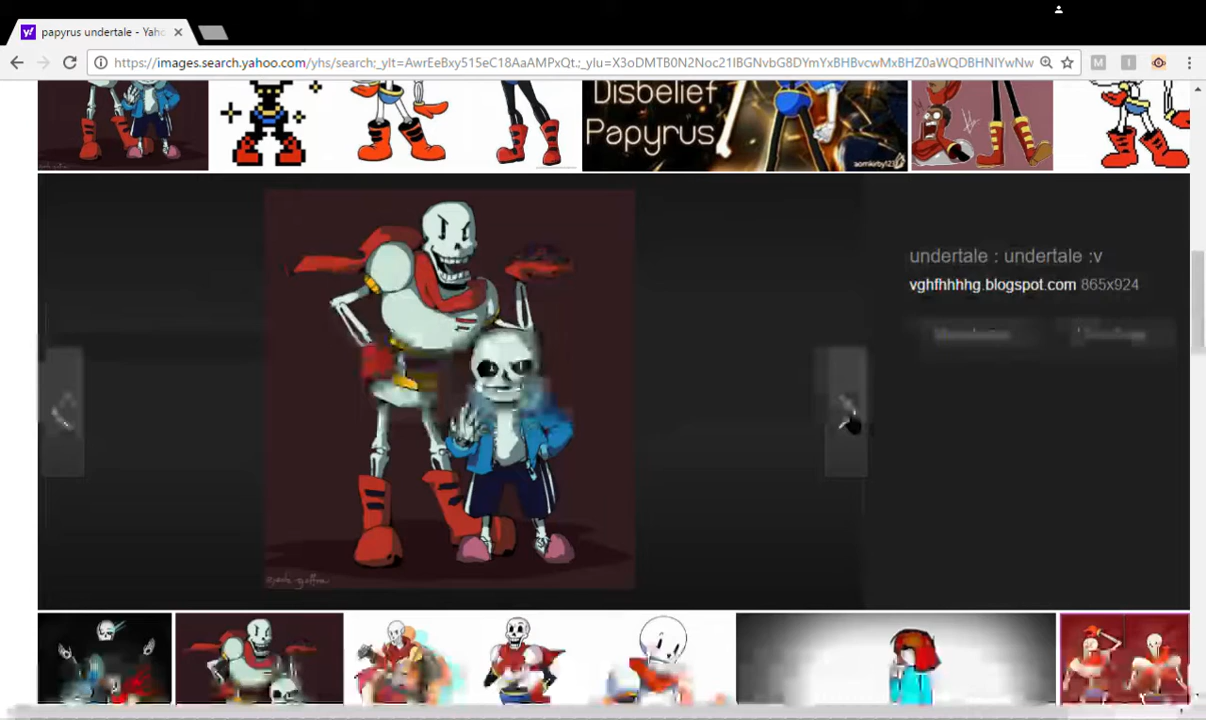 papyrus undertale - Yaho
https://images.search.yahoo.com/yhs/search;_ylt=AwrEeBxy515eC18AaAMPxQt.;_ylu=X3oDMTB0N2Noc21lBGNvbG8DYmYxBHBvcwMxBHZ0aWQDBHNlYwNw
Disbelief
Papyrus
aomkirby123
undertale : undertale :v
vghfhhhhg.blogspot.com 865x924